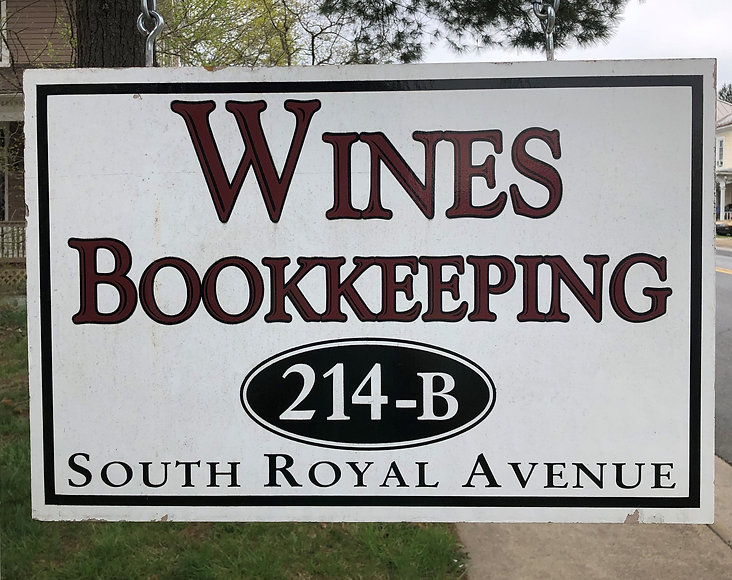 WINES
BOOKKEEPING
214-B
SOUTH ROYAL AVENUE